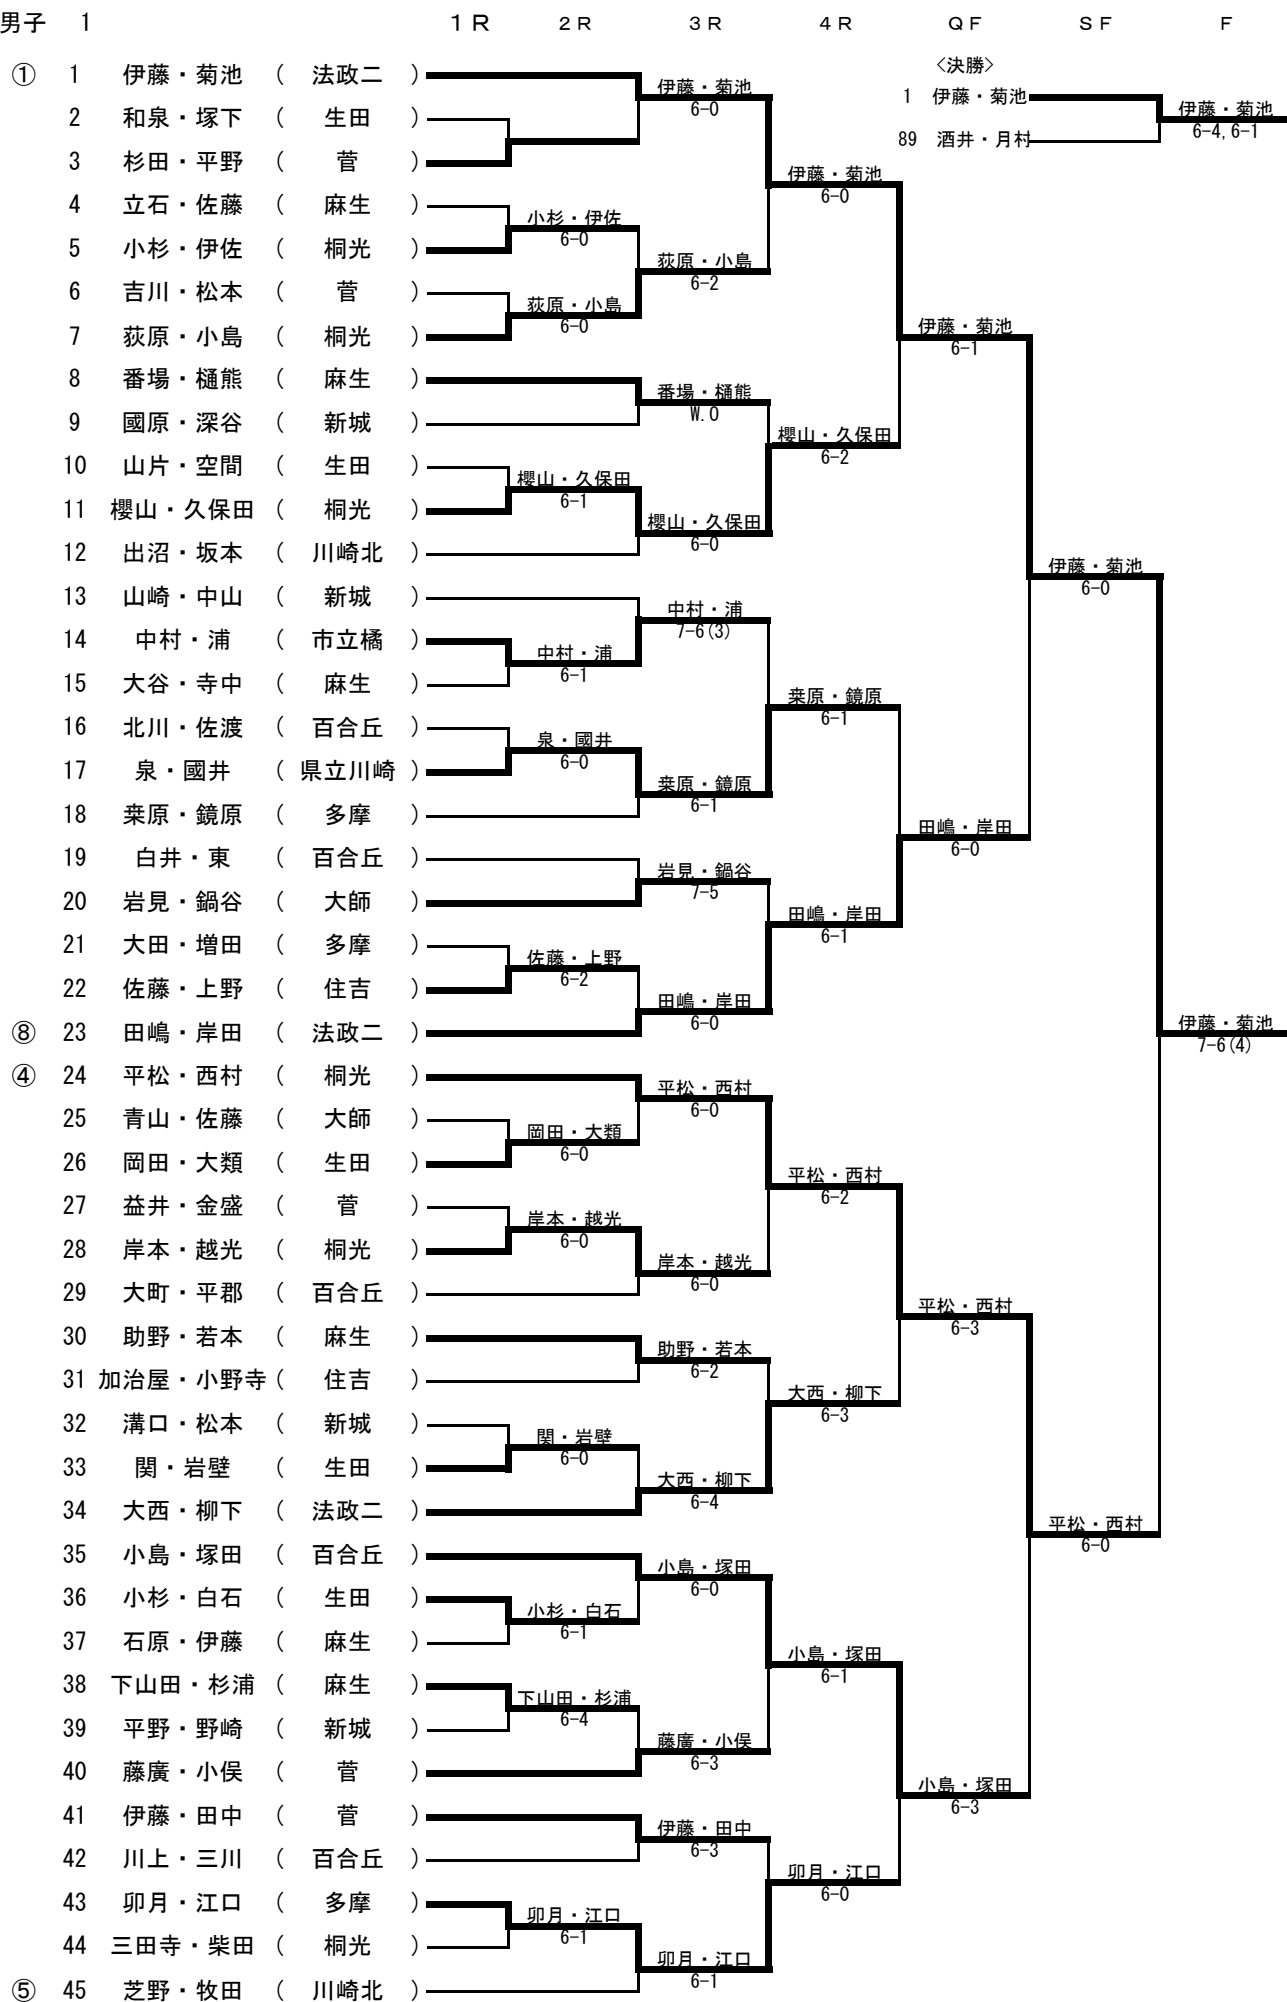 男子 1 1R 2R 3R 4R QF SF F
① 1 伊藤・菊池 ( 法政二 )
2 和泉・塚下 ( 生田 )
3 杉田・平野 ( 菅 )
4 立石・佐藤 ( 麻生 )
5 小杉・伊佐 ( 桐光 )
6 吉川・松本 ( 菅 )
7 荻原・小島 ( 桐光 )
8 番場・樋熊 ( 麻生 )
9 國原・深谷 ( 新城 )
10 山片・空間 ( 生田 )
11 櫻山・久保田 ( 桐光 )
12 出沼・坂本 ( 川崎北 )
13 山崎・中山 ( 新城 )
14 中村・浦 ( 市立橘 )
15 大谷・寺中 ( 麻生 )
16 北川・佐渡 ( 百合丘 )
17 泉・國井 ( 県立川崎 )
18 桒原・鏡原 ( 多摩 )
19 白井・東 ( 百合丘 )
20 岩見・鍋谷 ( 大師 )
21 大田・増田 ( 多摩 )
22 佐藤・上野 ( 住吉 )
⑧ 23 田嶋・岸田 ( 法政二 )
④ 24 平松・西村 ( 桐光 )
25 青山・佐藤 ( 大師 )
26 岡田・大類 ( 生田 )
27 益井・金盛 ( 菅 )
28 岸本・越光 ( 桐光 )
29 大町・平郡 ( 百合丘 )
30 助野・若本 ( 麻生 )
31 加治屋・小野寺 ( 住吉 )
32 溝口・松本 ( 新城 )
33 関・岩壁 ( 生田 )
34 大西・柳下 ( 法政二 )
35 小島・塚田 ( 百合丘 )
36 小杉・白石 ( 生田 )
37 石原・伊藤 ( 麻生 )
38 下山田・杉浦 ( 麻生 )
39 平野・野崎 ( 新城 )
40 藤廣・小俣 ( 菅 )
41 伊藤・田中 ( 菅 )
42 川上・三川 ( 百合丘 )
43 卯月・江口 ( 多摩 )
44 三田寺・柴田 ( 桐光 )
⑤ 45 芝野・牧田 ( 川崎北 )
小杉・伊佐
6-0
荻原・小島
6-0
櫻山・久保田
6-1
中村・浦
6-1
泉・國井
6-0
佐藤・上野
6-2
岡田・大類
6-0
岸本・越光
6-0
関・岩壁
6-0
小杉・白石
6-1
下山田・杉浦
6-4
卯月・江口
6-1
伊藤・菊池
6-0
荻原・小島
6-2
番場・樋熊
W.O
櫻山・久保田
6-0
中村・浦
7-6(3)
桒原・鏡原
6-1
岩見・鍋谷
7-5
田嶋・岸田
6-0
平松・西村
6-0
岸本・越光
6-0
助野・若本
6-2
大西・柳下
6-4
小島・塚田
6-0
藤廣・小俣
6-3
伊藤・田中
6-3
卯月・江口
6-1
伊藤・菊池
6-0
櫻山・久保田
6-2
桒原・鏡原
6-1
田嶋・岸田
6-1
平松・西村
6-2
大西・柳下
6-3
小島・塚田
6-1
卯月・江口
6-0
伊藤・菊池
6-1
田嶋・岸田
6-0
平松・西村
6-3
小島・塚田
6-3
伊藤・菊池
6-0
平松・西村
6-0
伊藤・菊池
7-6(4)
<決勝>
1 伊藤・菊池
89 酒井・月村
伊藤・菊池
6-4,6-1